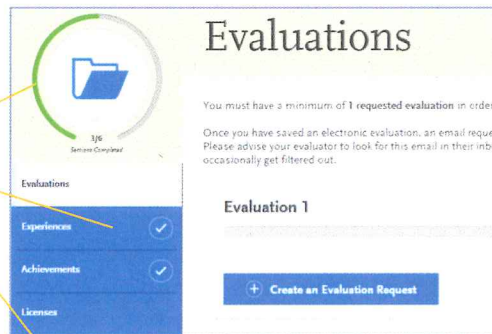 Evaluations
You must have a minimum of 1 requested evaluation in order
Once you have saved an electronic evaluation, an email reque
Please advise your evaluator to look for this email in their inb
occasionally get filtered out.
3/6
Sections Completed
Evaluations
Evaluation 1
Experiences
Achievements
Create an Evaluation Request
Licenses